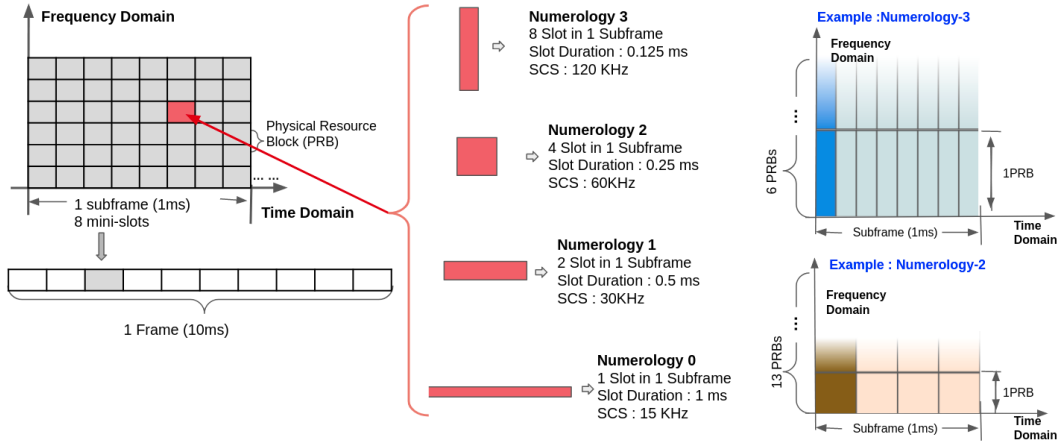 Frequency Domain
Physical Resource
Block (PRB)
... ...
1 subframe (1ms)
8 mini-slots
Time Domain
1 Frame (10ms)
Numerology 3
8 Slot in 1 Subframe
Slot Duration : 0.125 ms
SCS : 120 KHz
Numerology 2
4 Slot in 1 Subframe
Slot Duration : 0.25 ms
SCS : 60KHz
Numerology 1
2 Slot in 1 Subframe
Slot Duration : 0.5 ms
SCS : 30KHz
Numerology 0
1 Slot in 1 Subframe
Slot Duration : 1 ms
SCS : 15 KHz
Example :Numerology-3
Frequency
Domain
...
6 PRBs
1PRB
Subframe (1ms)
Time
Domain
Example : Numerology-2
Frequency
Domain
...
13 PRBs
1PRB
Subframe (1ms)
Time
Domain